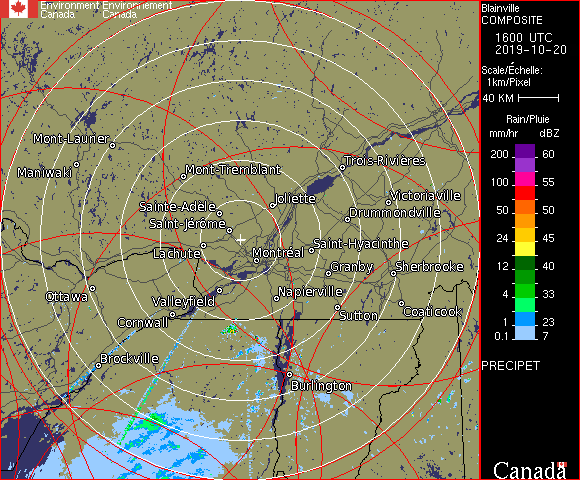 Environment Environnement
Canada Canada
Blainville
COMPOSITE
1600 UTC
2019-10-20
Scale/Échelle:
1km/Pixel
40 KM
Rain/Pluie
mm/hr dBZ
200 60
100 55
50 50
24 45
12 40
4 33
1 23
0.1 7
PRECIPET
Canada
Mont-Laurier
Maniwaki
Mont-Tremblant
Trois-Rivières
Sainte-Adèle
Joliette
Victoriaville
Drummondville
Saint-Jérôme
Lachute
Montréal
Saint-Hyacinthe
Granby
Sherbrooke
Ottawa
Valleyfield
Napierville
Cornwall
Sutton
Coaticook
Brockville
Burlington